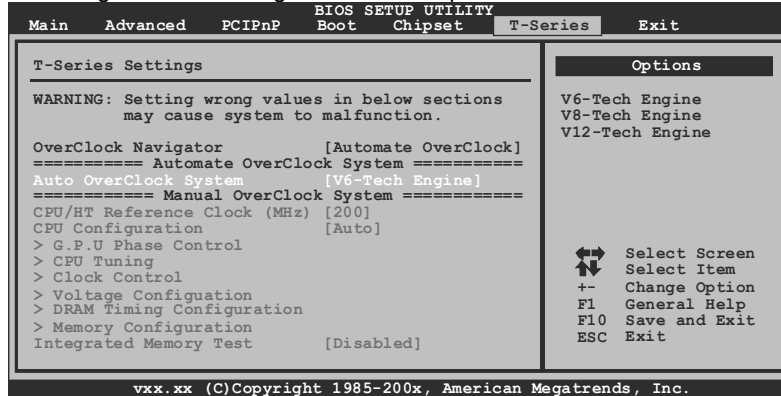 BIOS SETUP UTILITY
Main Advanced PCIPnP Boot Chipset T-Series Exit
T-Series Settings
WARNING: Setting wrong values in below sections
may cause system to malfunction.
OverClock Navigator [Automate OverClock]
=========== Automate OverClock System ===========
Auto OverClock System [V6-Tech Engine]
============ Manual OverClock System ============
CPU/HT Reference Clock (MHz) [200]
CPU Configuration [Auto]
> G.P.U Phase Control
> CPU Tuning
> Clock Control
> Voltage Configuation
> DRAM Timing Configuration
> Memory Configuration
Integrated Memory Test [Disabled]
Options
V6-Tech Engine
V8-Tech Engine
V12-Tech Engine
Select Screen
Select Item
+- Change Option
F1 General Help
F10 Save and Exit
ESC Exit
vxx.xx (C)Copyright 1985-200x, American Megatrends, Inc.